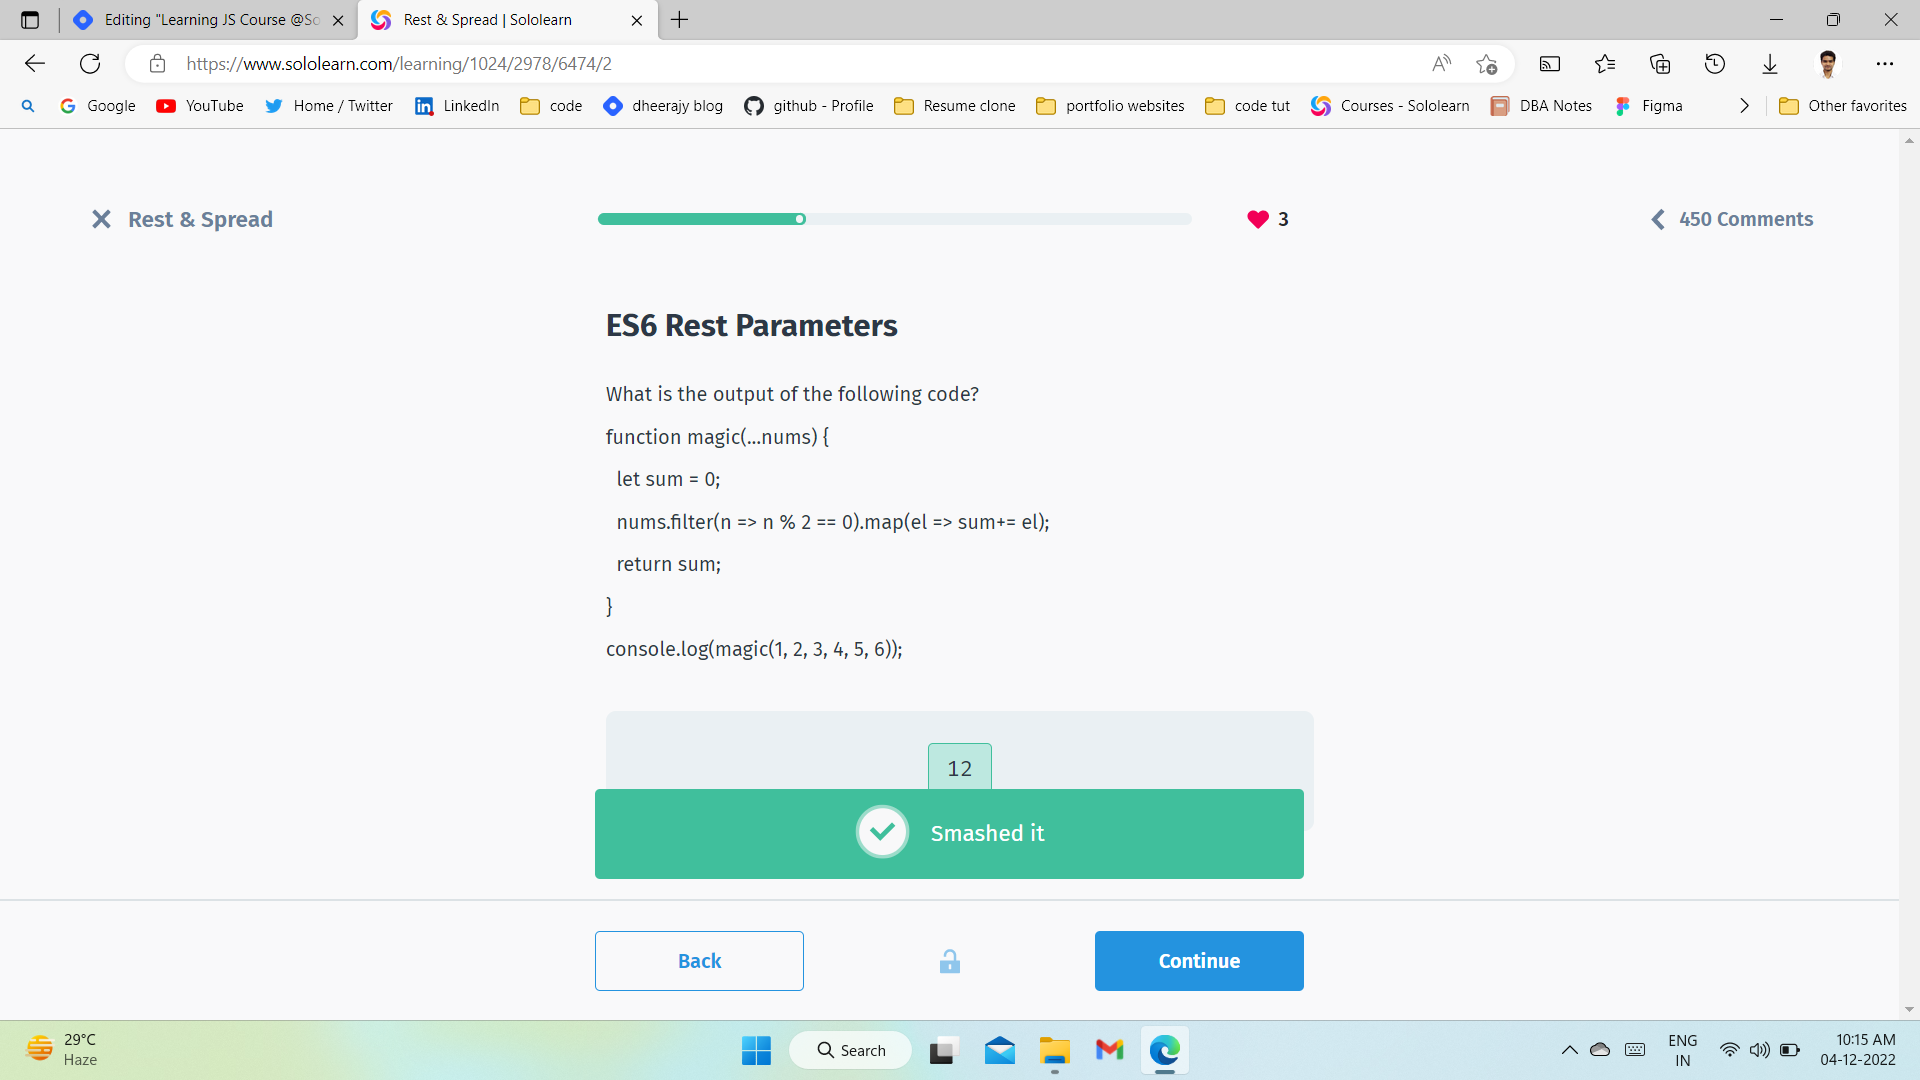 Editing "Learning JS Course @So
Rest & Spread | Sololearn
https://www.sololearn.com/learning/1024/2978/6474/2
Google
YouTube
Home / Twitter
LinkedIn
code
dheerajy blog
github - Profile
Resume clone
portfolio websites
code tut
Courses - Sololearn
DBA Notes
Figma
Other favorites
Rest & Spread
3
450 Comments
ES6 Rest Parameters
What is the output of the following code?
function magic(...nums) {
let sum = 0;
nums.filter(n => n % 2 == 0).map(el => sum+= el);
return sum;
}
console.log(magic(1, 2, 3, 4, 5, 6));
12
Smashed it
Back
Continue
29°C
Haze
Search
ENG
IN
10:15 AM
04-12-2022